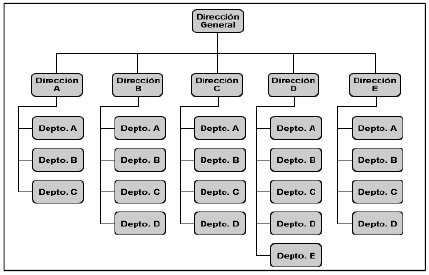 Dirección
General
Dirección
A
Dirección
B
Dirección
C
Dirección
D
Dirección
E
Depto. A
Depto. B
Depto. C
Depto. A
Depto. B
Depto. C
Depto. D
Depto. A
Depto. B
Depto. C
Depto. D
Depto. A
Depto. B
Depto. C
Depto. D
Depto. E
Depto. A
Depto. B
Depto. C
Depto. D